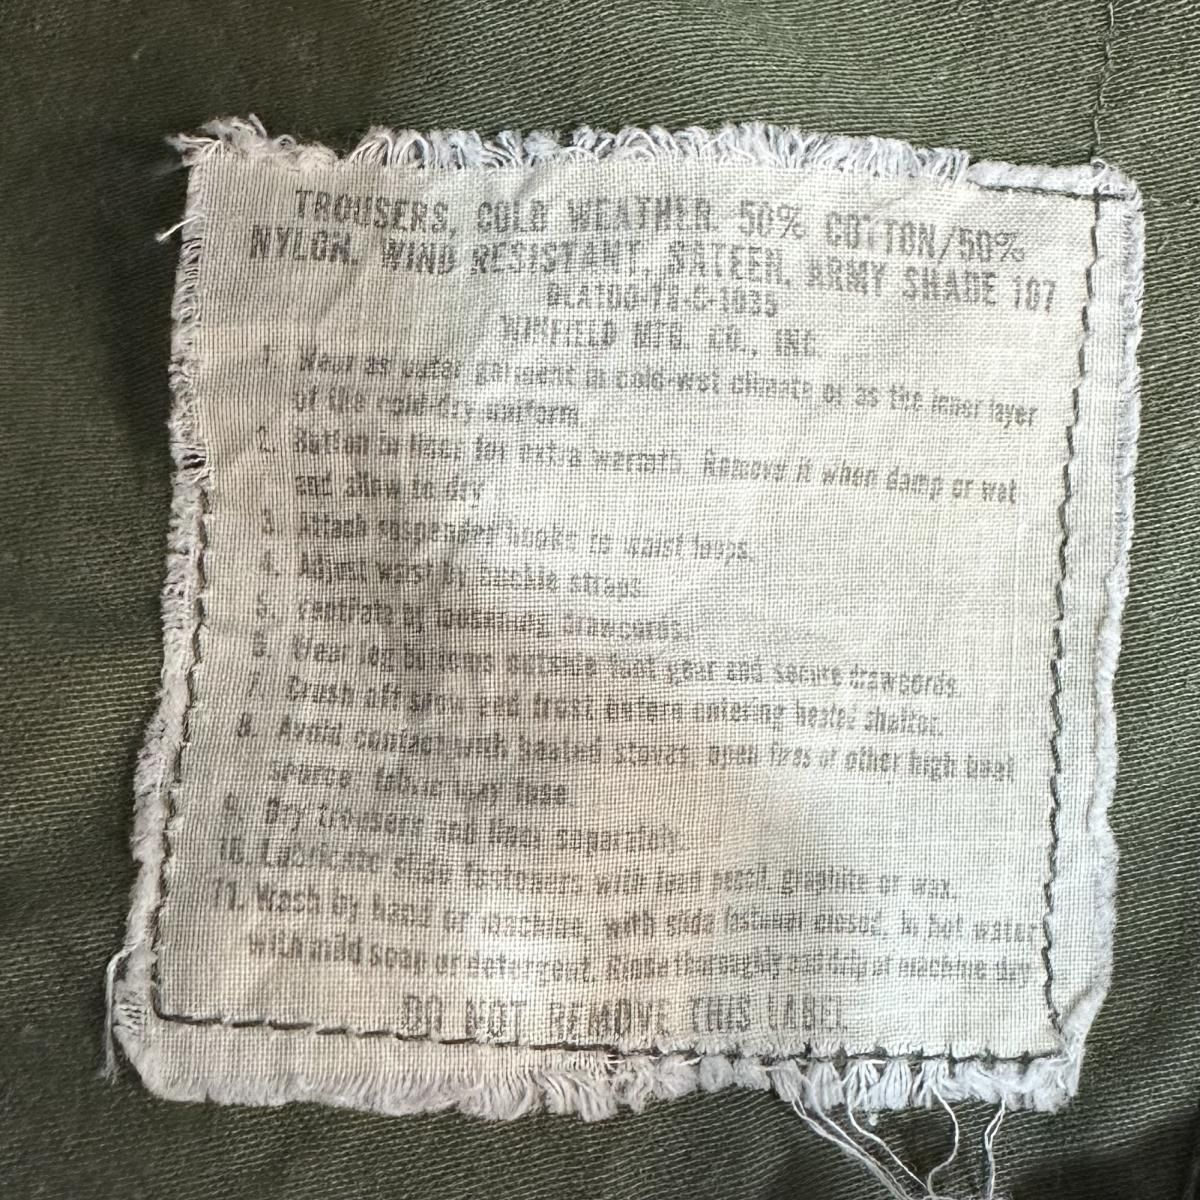 TROUSERS, COLD WEATHER. 50% COTTON/50%
NYLON. WIND RESISTANT, SATEEN. ARMY SHADE 107
DLA100-78-C-1035
WINFIELD MFG. CO., INC.
1. Wear as outer garment in cold-wet climate or as the inner layer
of the cold-dry uniform.
2. Button in liner for extra warmth. Remove it when damp or wet
and allow to dry
3. Attach suspender hooks to waist loops.
4. Adjust waist by buckle straps.
5. Ventilate by loosening drawcords.
6. Wear leg bottoms outside foot gear and secure drawcords.
7. Brush off snow and frost before entering heated shelter.
8. Avoid contact with heated stoves, open fires or other high heat
source; fabric may fuse.
9. Dry trousers and liner separately.
10. Lubricate slide fasteners with lead pencil, graphite or wax.
11. Wash by hand or machine, with slide fastener closed, in hot water
with mild soap or detergent. Rinse thoroughly and drip or machine dry
DO NOT REMOVE THIS LABEL